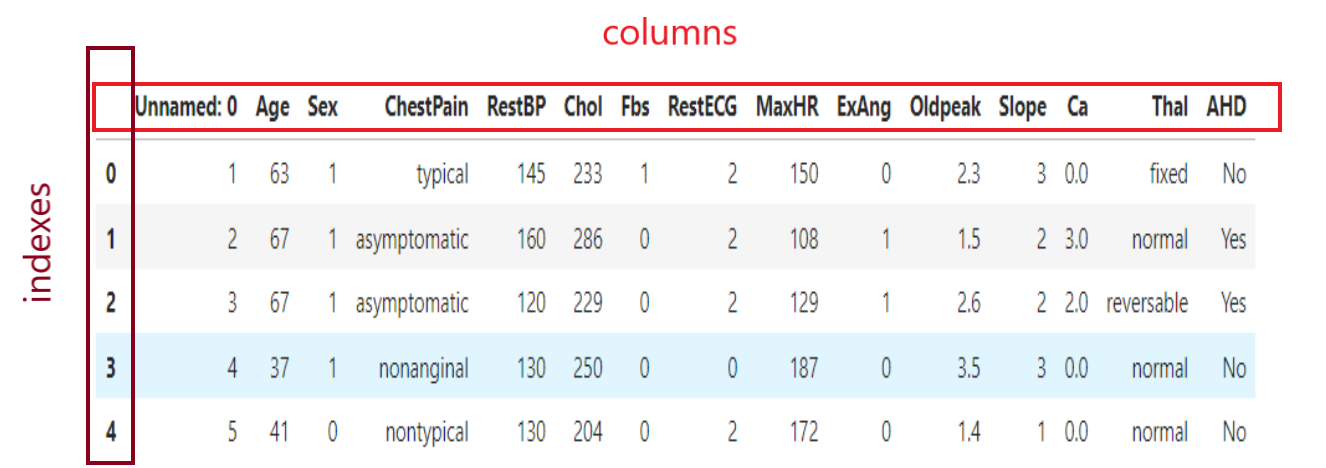 columns
Unnamed: 0 Age Sex ChestPain RestBP Chol Fbs RestECG MaxHR ExAng Oldpeak Slope Ca Thal AHD
0 1 63 1 typical 145 233 1 2 150 0 2.3 3 0.0 fixed No
1 2 67 1 asymptomatic 160 286 0 2 108 1 1.5 2 3.0 normal Yes
2 3 67 1 asymptomatic 120 229 0 2 129 1 2.6 2 2.0 reversable Yes
3 4 37 1 nonanginal 130 250 0 0 187 0 3.5 3 0.0 normal No
4 5 41 0 nontypical 130 204 0 2 172 0 1.4 1 0.0 normal No
indexes